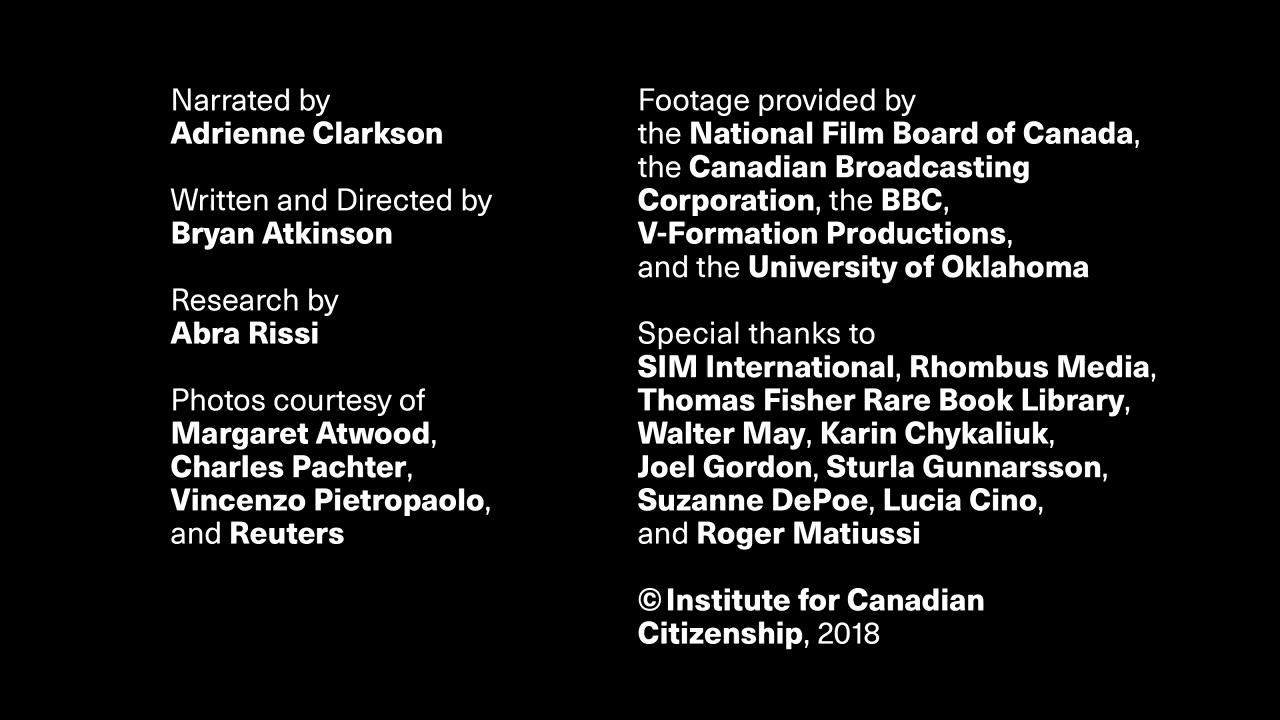 Narrated by
Adrienne Clarkson
Written and Directed by
Bryan Atkinson
Research by
Abra Rissi
Photos courtesy of
Margaret Atwood,
Charles Pachter,
Vincenzo Pietropaolo,
and Reuters
Footage provided by
the National Film Board of Canada,
the Canadian Broadcasting
Corporation, the BBC,
V-Formation Productions,
and the University of Oklahoma
Special thanks to
SIM International, Rhombus Media,
Thomas Fisher Rare Book Library,
Walter May, Karin Chykaliuk,
Joel Gordon, Sturla Gunnarsson,
Suzanne DePoe, Lucia Cino,
and Roger Matiussi
© Institute for Canadian
Citizenship, 2018